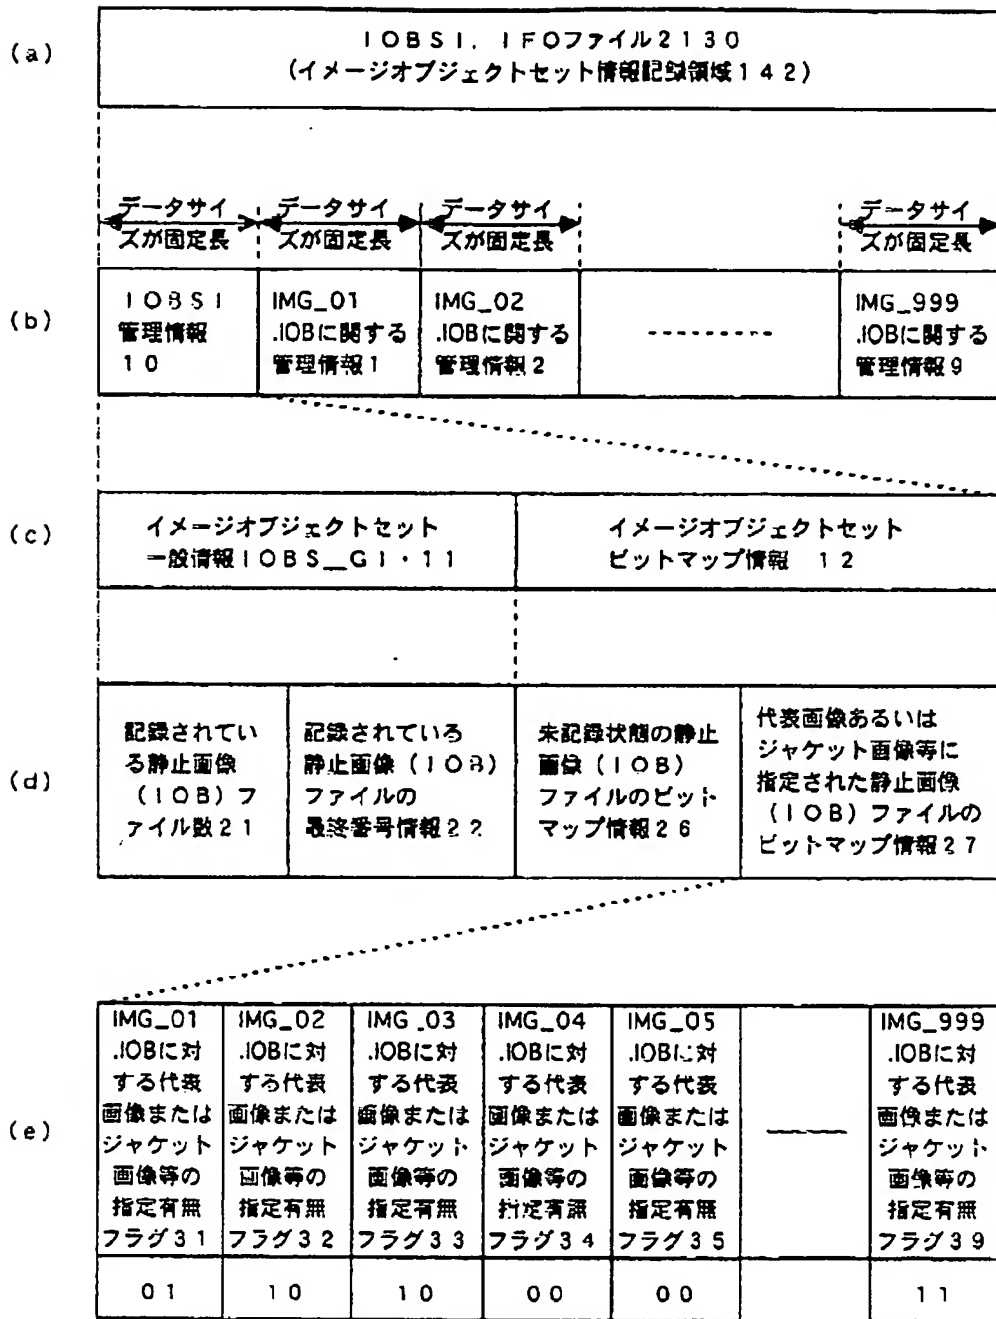 (a)
IOBSI. IFOファイル2130
(イメージオブジェクトセット情報記録領域142)
データサイ
ズが固定長
データサイ
ズが固定長
データサイ
ズが固定長
データサイ
ズが固定長
(b)
IOBSI
管理情報
10
IMG_01
.IOBに関する
管理情報1
IMG_02
.IOBに関する
管理情報2
IMG_999
.IOBに関する
管理情報9
(c)
イメージオブジェクトセット
一般情報IOBS_GI・11
イメージオブジェクトセット
ビットマップ情報 12
(d)
記録されてい
る静止画像
(IOB)フ
ァイル数21
記録されている
静止画像(IOB)
ファイルの
最終番号情報22
未記録状態の静止
画像(IOB)
ファイルのビット
マップ情報26
代表画像あるいは
ジャケット画像等に
指定された静止画像
(IOB)ファイルの
ビットマップ情報27
(e)
IMG_01
.IOBに対
する代表
画像または
ジャケット
画像等の
指定有無
フラグ31
01
IMG_02
.IOBに対
する代表
画像または
ジャケット
画像等の
指定有無
フラグ32
10
IMG_03
.IOBに対
する代表
画像または
ジャケット
画像等の
指定有無
フラグ33
10
IMG_04
.IOBに対
する代表
画像または
ジャケット
画像等の
指定有無
フラグ34
00
IMG_05
.IOBに対
する代表
画像または
ジャケット
画像等の
指定有無
フラグ35
00
IMG_999
.IOBに対
する代表
画像または
ジャケット
画像等の
指定有無
フラグ39
11